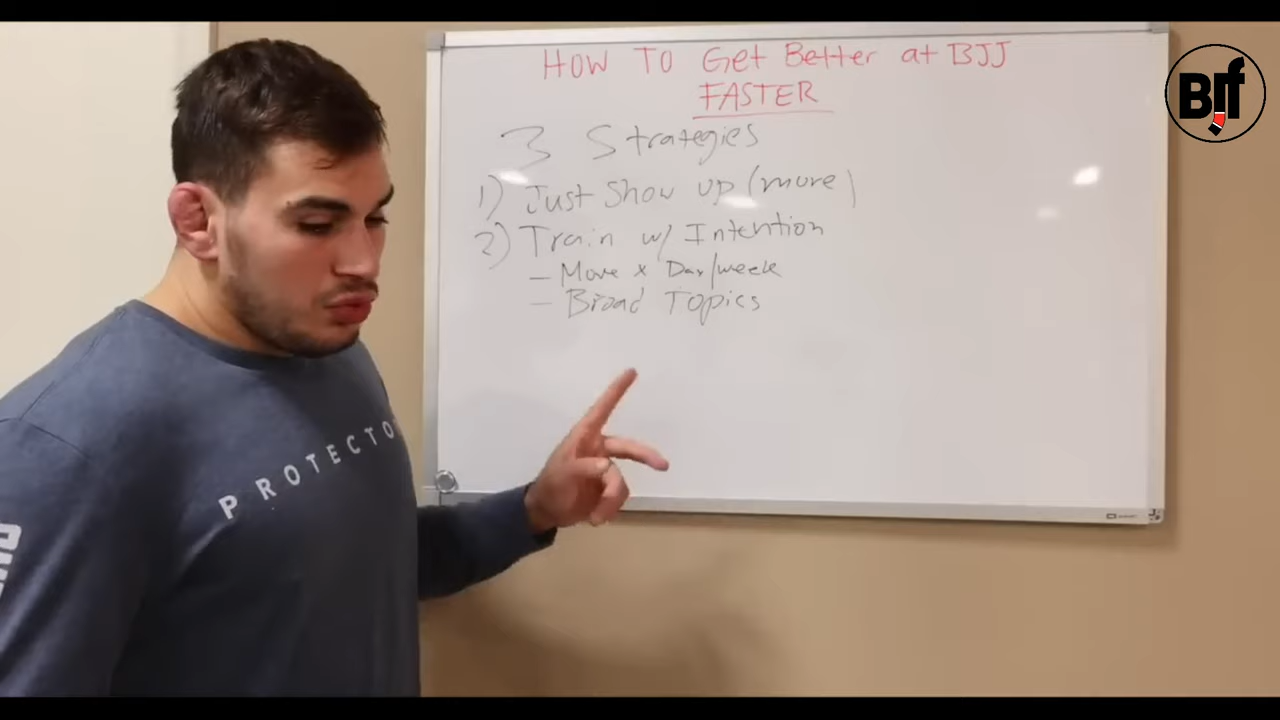 HOW TO Get Better at BJJ
FASTER
3 Strategies
1) Just Show up (more)
2) Train w/ Intention
- Move x Day/week
- Broad Topics
BJJf
PROTECTO